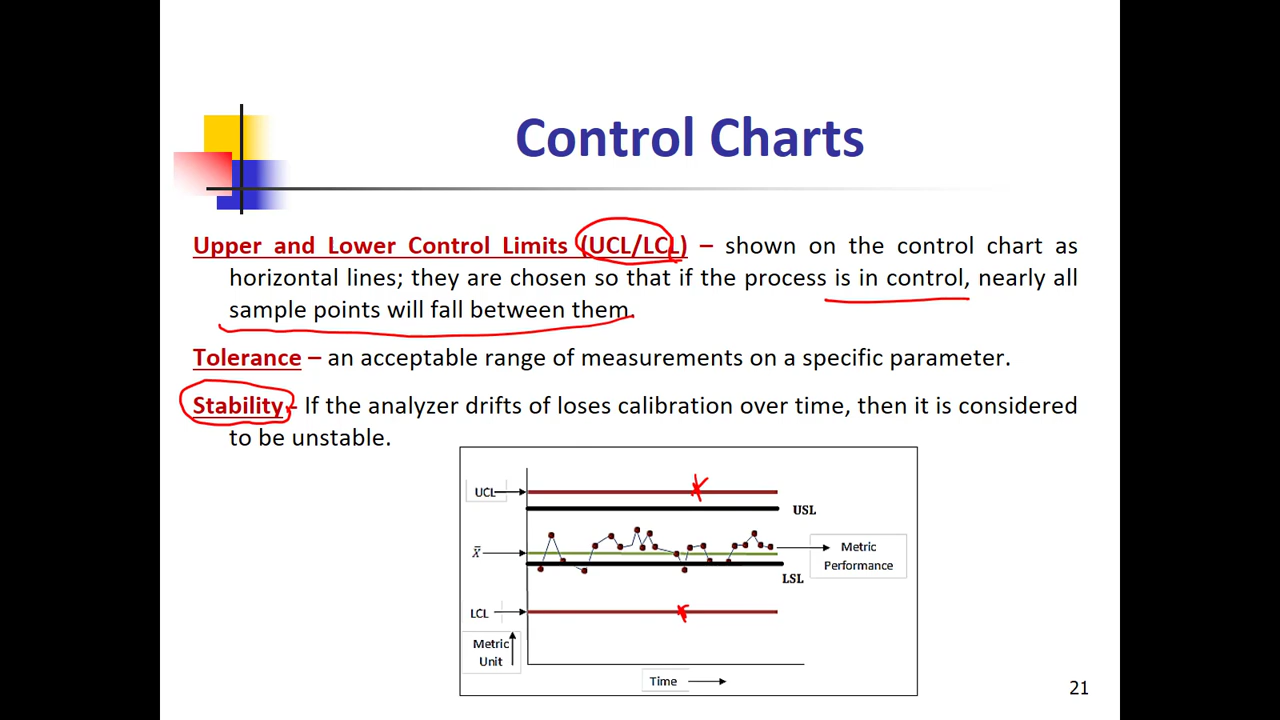 Control Charts
Upper and Lower Control Limits (UCL/LCL) – shown on the control chart as
horizontal lines; they are chosen so that if the process is in control, nearly all
sample points will fall between them.
Tolerance – an acceptable range of measurements on a specific parameter.
Stability - If the analyzer drifts of loses calibration over time, then it is considered
to be unstable.
UCL
USL
X̄
Metric
Performance
LSL
LCL
Metric
Unit
Time
21